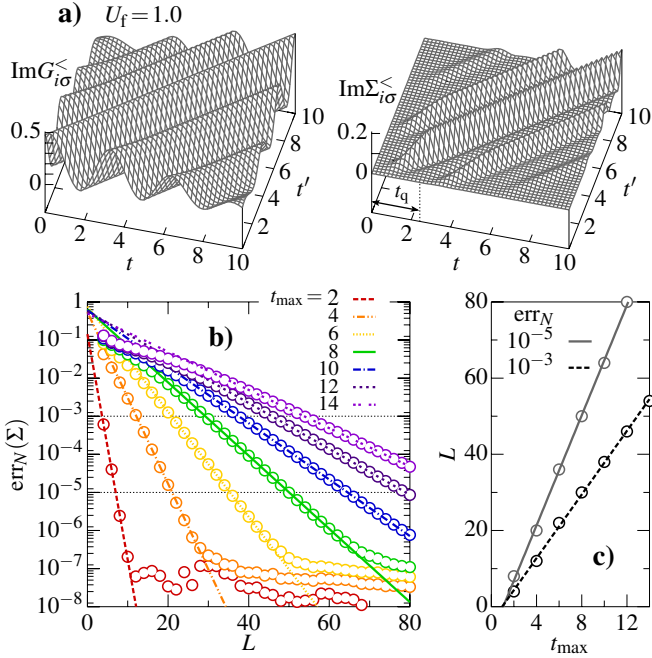 a) U_f = 1.0
ImG^<_{iσ}
0.5
0
0 2 4 6 8 10
t
2 4 6 8 10
t′
ImΣ^<_{iσ}
0.2
0
t_q
0 2 4 6 8 10
t
2 4 6 8 10
t′
b)
err_N(Σ)
1
10^{-1}
10^{-2}
10^{-3}
10^{-4}
10^{-5}
10^{-6}
10^{-7}
10^{-8}
0 20 40 60 80
L
t_max = 2
4
6
8
10
12
14
c)
L
80
60
40
20
0
0 4 8 12
t_max
err_N
10^{-5}
10^{-3}